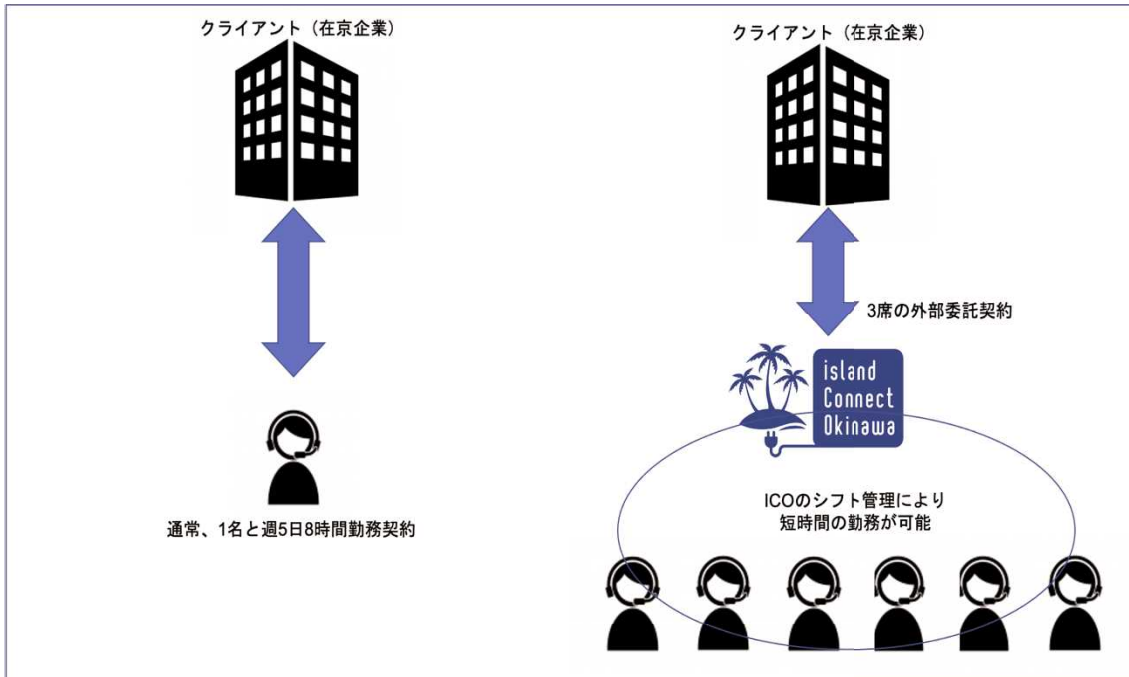 クライアント（在京企業）
通常、1名と週5日8時間勤務契約
クライアント（在京企業）
3席の外部委託契約
island
Connect
Okinawa
ICOのシフト管理により
短時間の勤務が可能